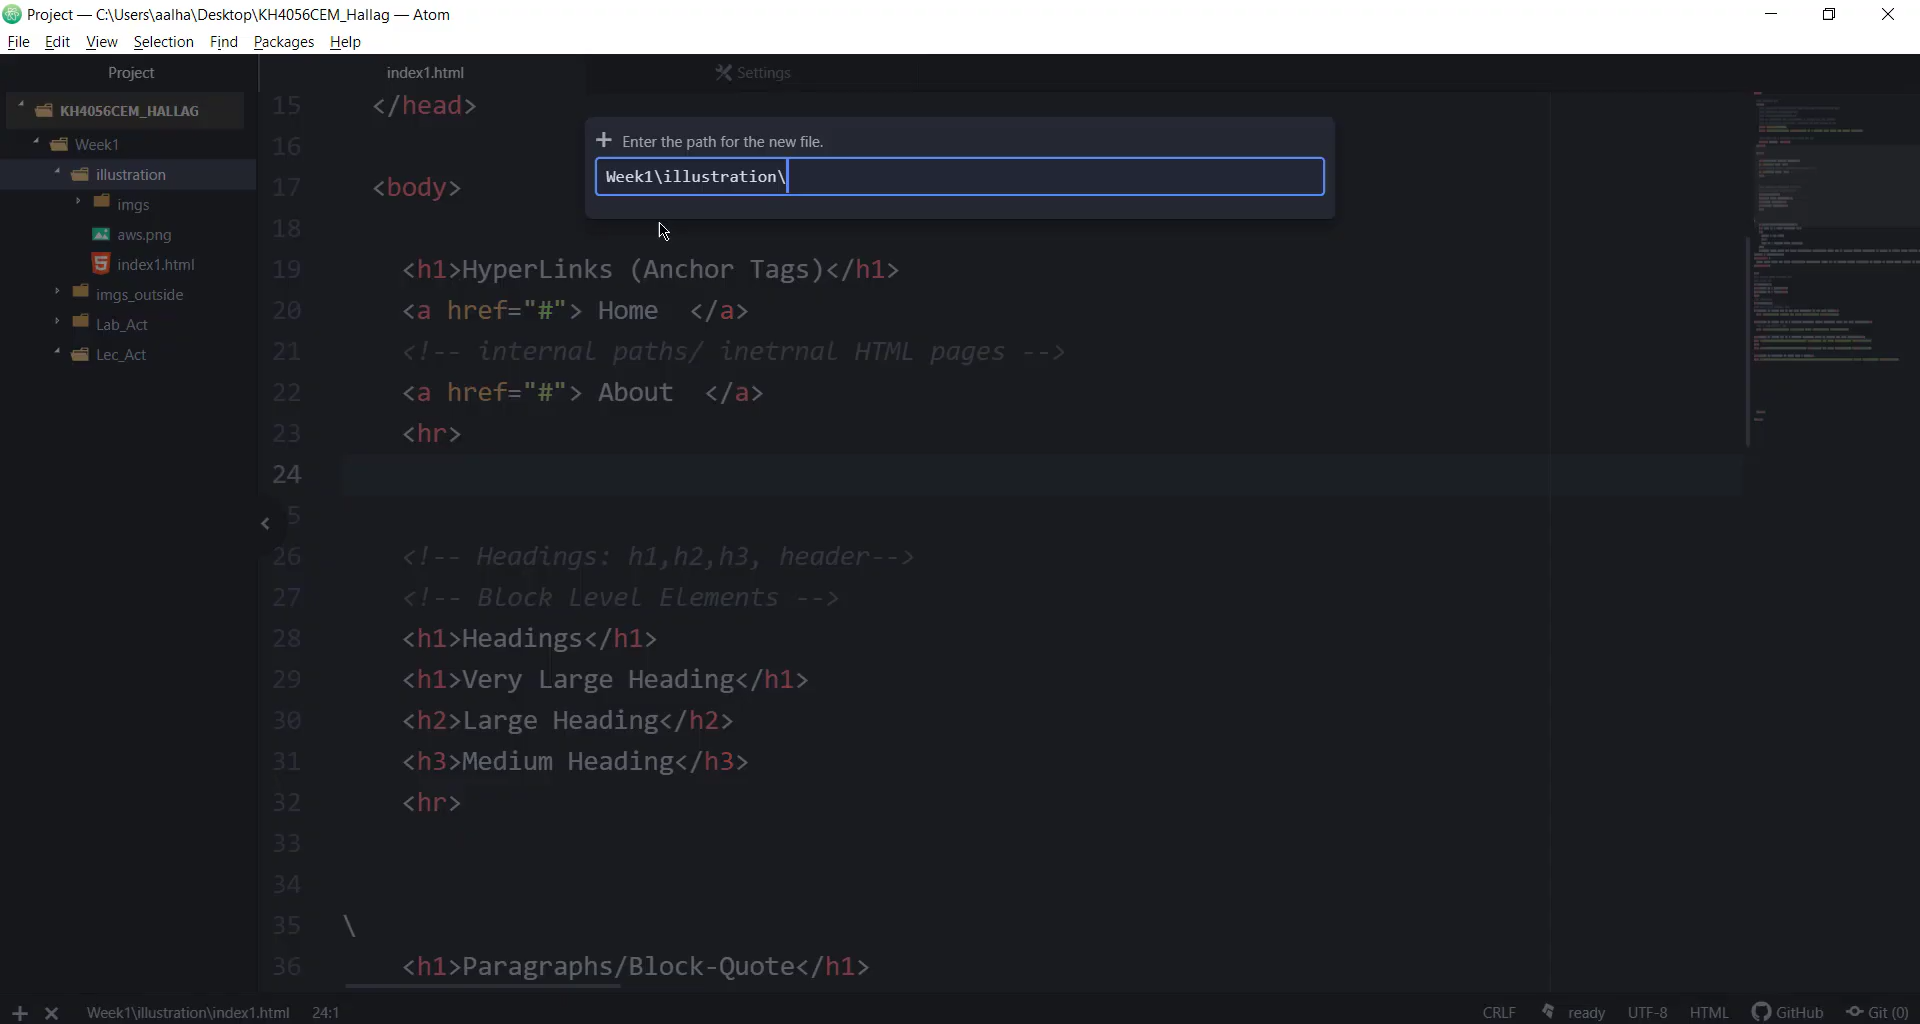 Project — C:\Users\aalha\Desktop\KH4056CEM_Hallag — Atom
File Edit View Selection Find Packages Help
Project
index1.html
Settings
KH4056CEM_HALLAG
Week1
illustration
imgs
aws.png
index1.html
imgs_outside
Lab_Act
Lec_Act
Enter the path for the new file.
Week1\illustration\
15 </head>
16
17 <body>
18
19 <h1>HyperLinks (Anchor Tags)</h1>
20 <a href="#"> Home  </a>
21 <!-- internal paths/ inetrnal HTML pages -->
22 <a href="#"> About  </a>
23 <hr>
24
5
26 <!-- Headings: h1,h2,h3, header-->
27 <!-- Block Level Elements -->
28 <h1>Headings</h1>
29 <h1>Very Large Heading</h1>
30 <h2>Large Heading</h2>
31 <h3>Medium Heading</h3>
32 <hr>
33
34
35 \
36 <h1>Paragraphs/Block-Quote</h1>
Week1\illustration\index1.html 24:1 CRLF ready UTF-8 HTML GitHub Git (0)